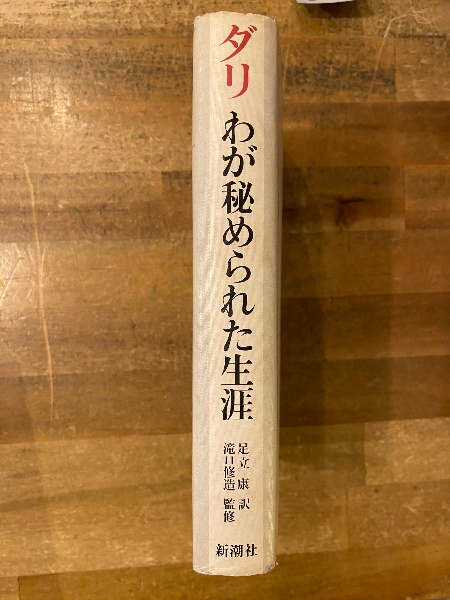 ダリ わが秘められた生涯
足立 康 訳
滝口修造 監修
新潮社